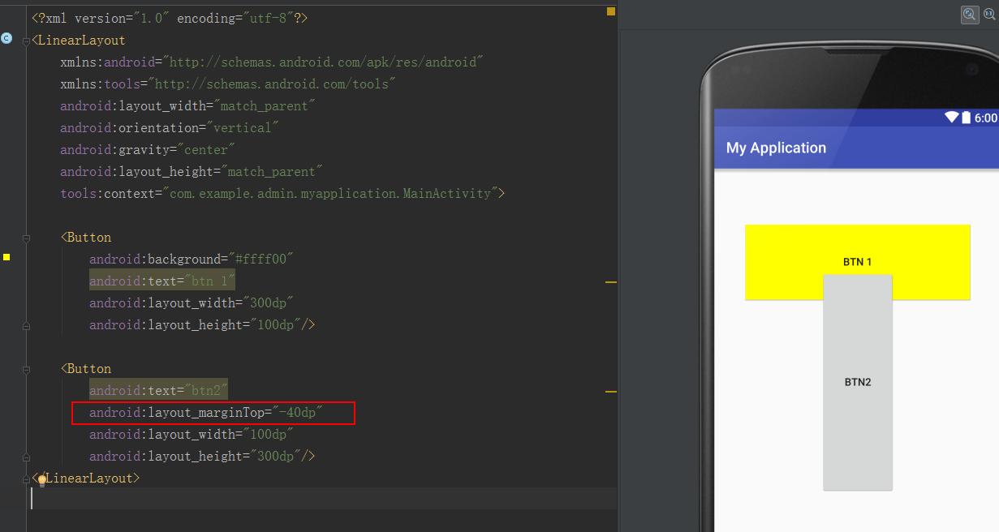 <?xml version="1.0" encoding="utf-8"?>
<LinearLayout
xmlns:android="http://schemas.android.com/apk/res/android"
xmlns:tools="http://schemas.android.com/tools"
android:layout_width="match_parent"
android:orientation="vertical"
android:gravity="center"
android:layout_height="match_parent"
tools:context="com.example.admin.myapplication.MainActivity">
<Button
android:background="#ffff00"
android:text="btn 1"
android:layout_width="300dp"
android:layout_height="100dp"/>
<Button
android:text="btn2"
android:layout_marginTop="-40dp"
android:layout_width="100dp"
android:layout_height="300dp"/>
</LinearLayout>
C
1:1
6:00
My Application
BTN 1
BTN2